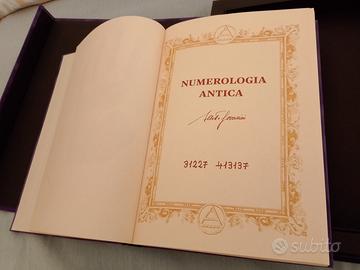 NUMEROLOGIA
ANTICA
31227 413137
subito